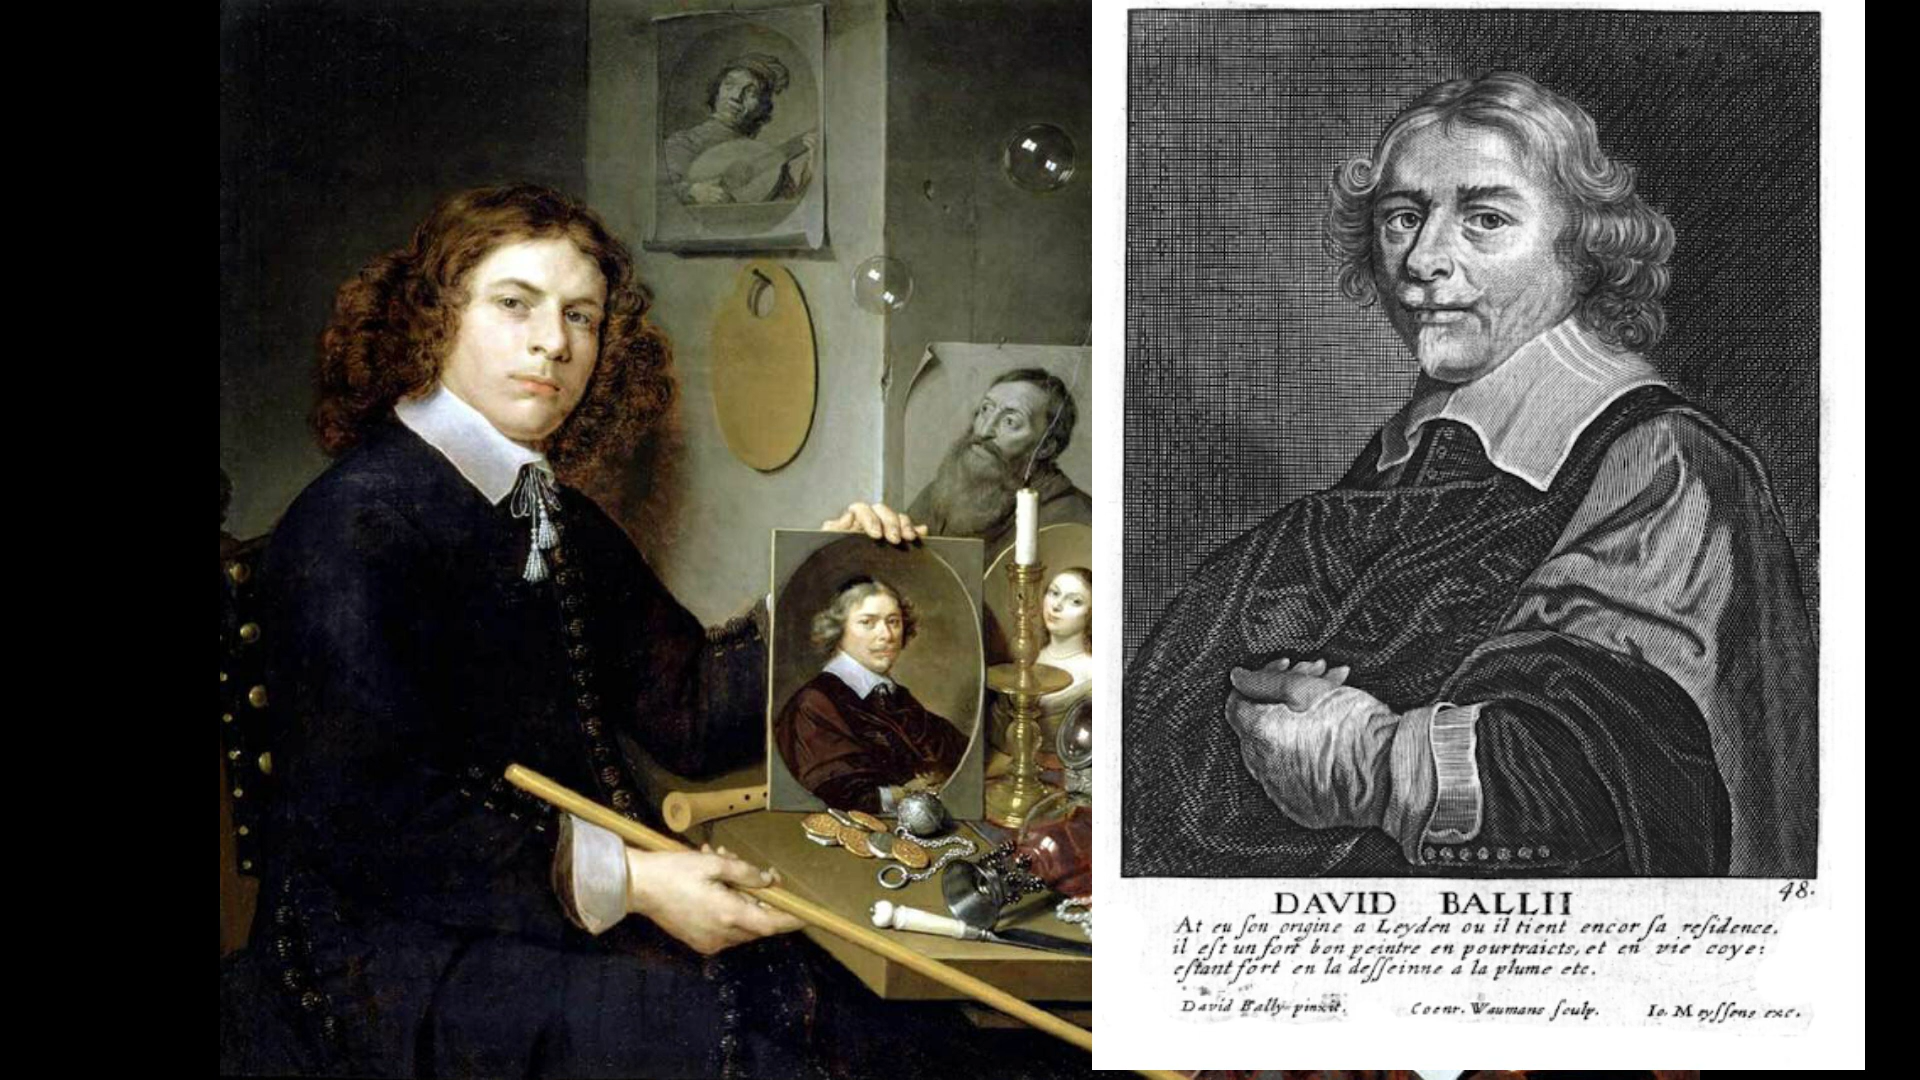 DAVID BALLII
48.
At eu ſon origine a Leyden ou il tient encor ſa reſidence,
il eſt un fort bon peintre en pourtraicts, et en vie coye:
eſtant fort en la deſſeinne a la plume etc.
David Bally pinxit. Coenr. Waumans ſculp. Io. Meyſſens exc.